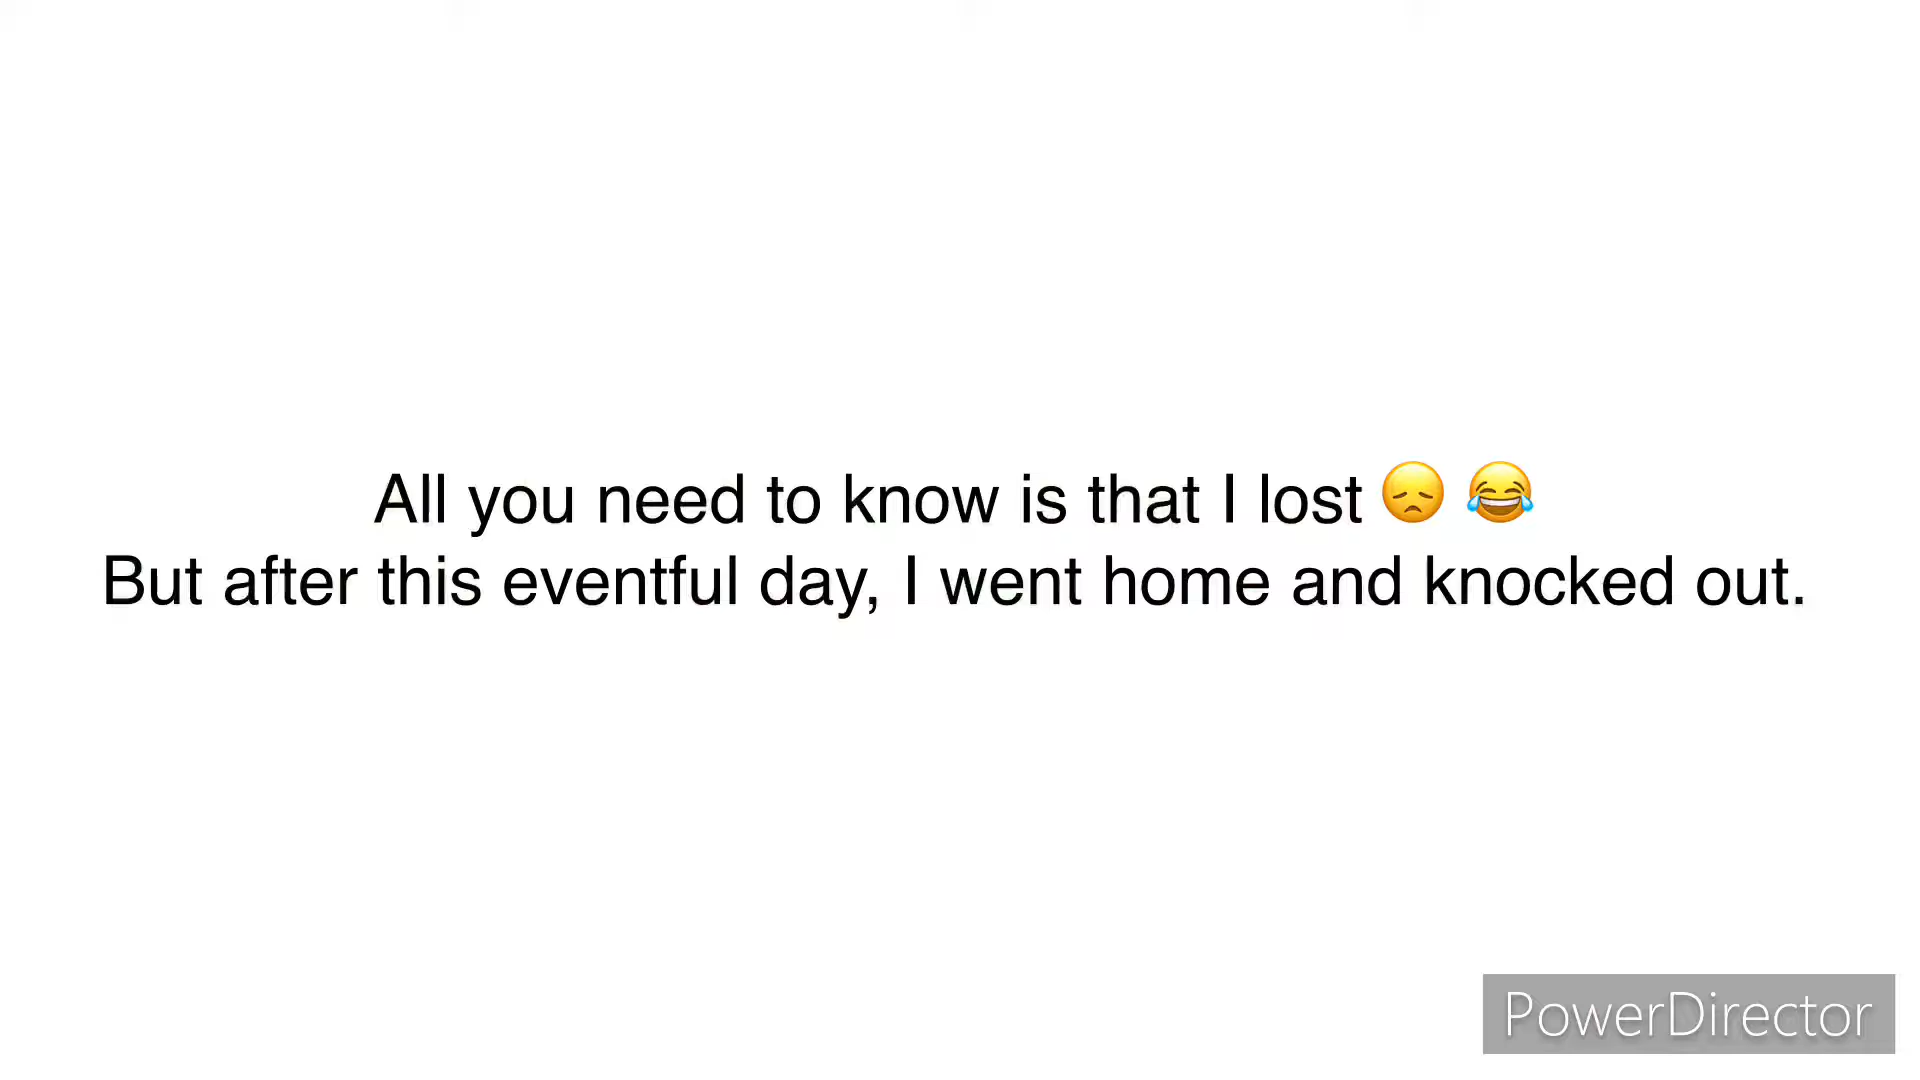 All you need to know is that I lost 😞 😂
But after this eventful day, I went home and knocked out.
PowerDirector